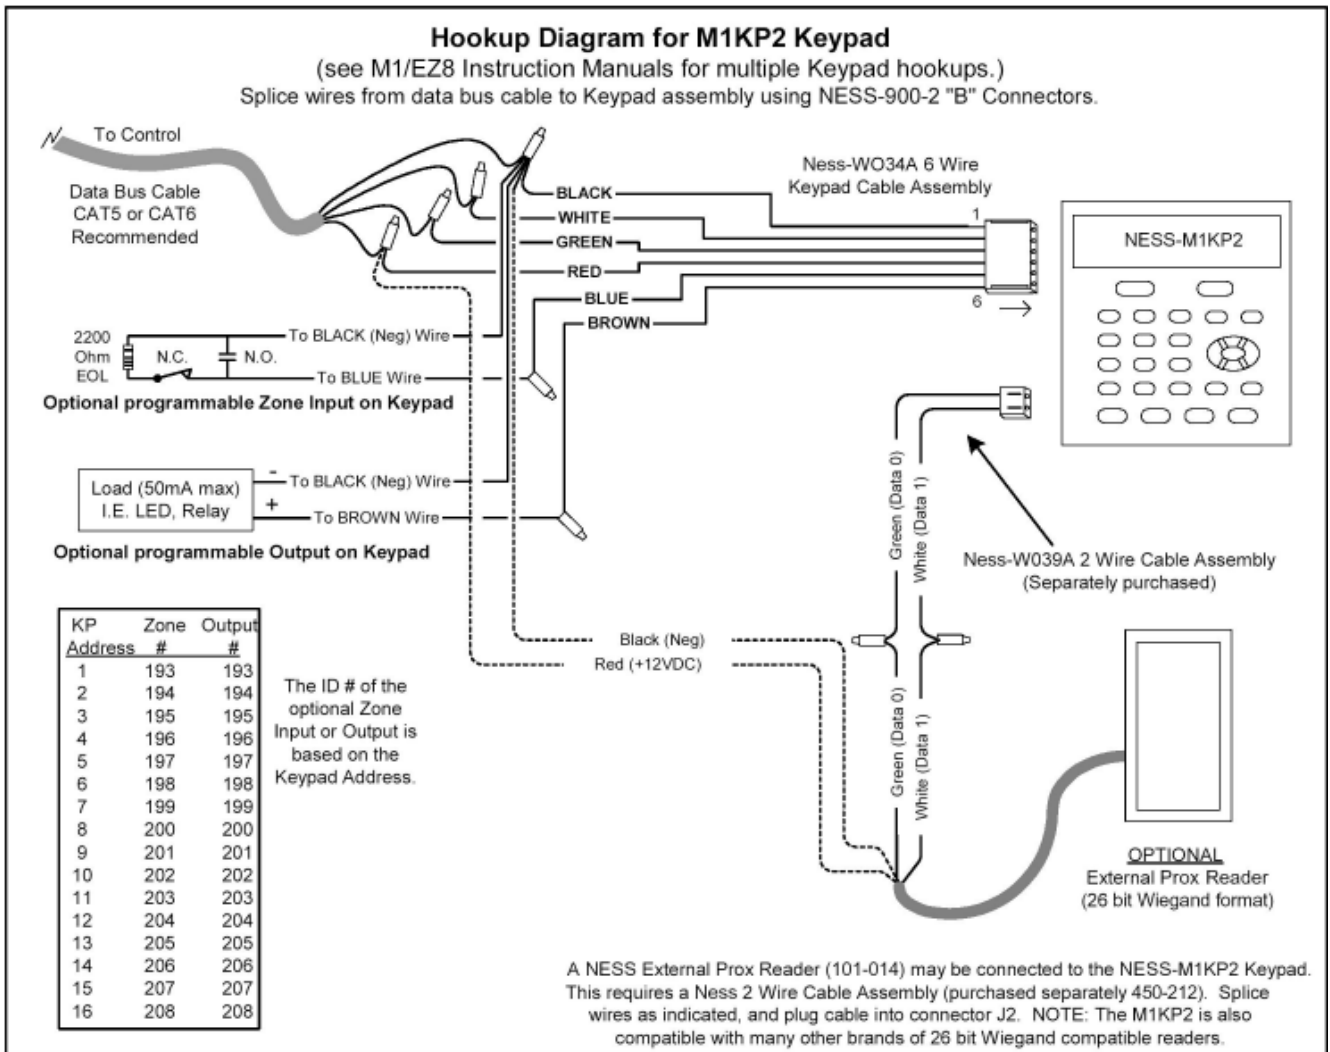 Hookup Diagram for M1KP2 Keypad
(see M1/EZ8 Instruction Manuals for multiple Keypad hookups.)
Splice wires from data bus cable to Keypad assembly using NESS-900-2 "B" Connectors.
To Control
Data Bus Cable
CAT5 or CAT6
Recommended
Ness-WO34A 6 Wire
Keypad Cable Assembly
BLACK
WHITE
GREEN
RED
BLUE
BROWN
1
6
NESS-M1KP2
2200
Ohm
EOL
N.C.
N.O.
To BLACK (Neg) Wire
To BLUE Wire
Optional programmable Zone Input on Keypad
Load (50mA max)
I.E. LED, Relay
-
+
To BLACK (Neg) Wire
To BROWN Wire
Optional programmable Output on Keypad
Green (Data 0)
White (Data 1)
Ness-W039A 2 Wire Cable Assembly
(Separately purchased)
Black (Neg)
Red (+12VDC)
Green (Data 0)
White (Data 1)
KP Zone Output
Address # #
1 193 193
2 194 194
3 195 195
4 196 196
5 197 197
6 198 198
7 199 199
8 200 200
9 201 201
10 202 202
11 203 203
12 204 204
13 205 205
14 206 206
15 207 207
16 208 208
The ID # of the
optional Zone
Input or Output is
based on the
Keypad Address.
OPTIONAL
External Prox Reader
(26 bit Wiegand format)
A NESS External Prox Reader (101-014) may be connected to the NESS-M1KP2 Keypad.
This requires a Ness 2 Wire Cable Assembly (purchased separately 450-212). Splice
wires as indicated, and plug cable into connector J2. NOTE: The M1KP2 is also
compatible with many other brands of 26 bit Wiegand compatible readers.